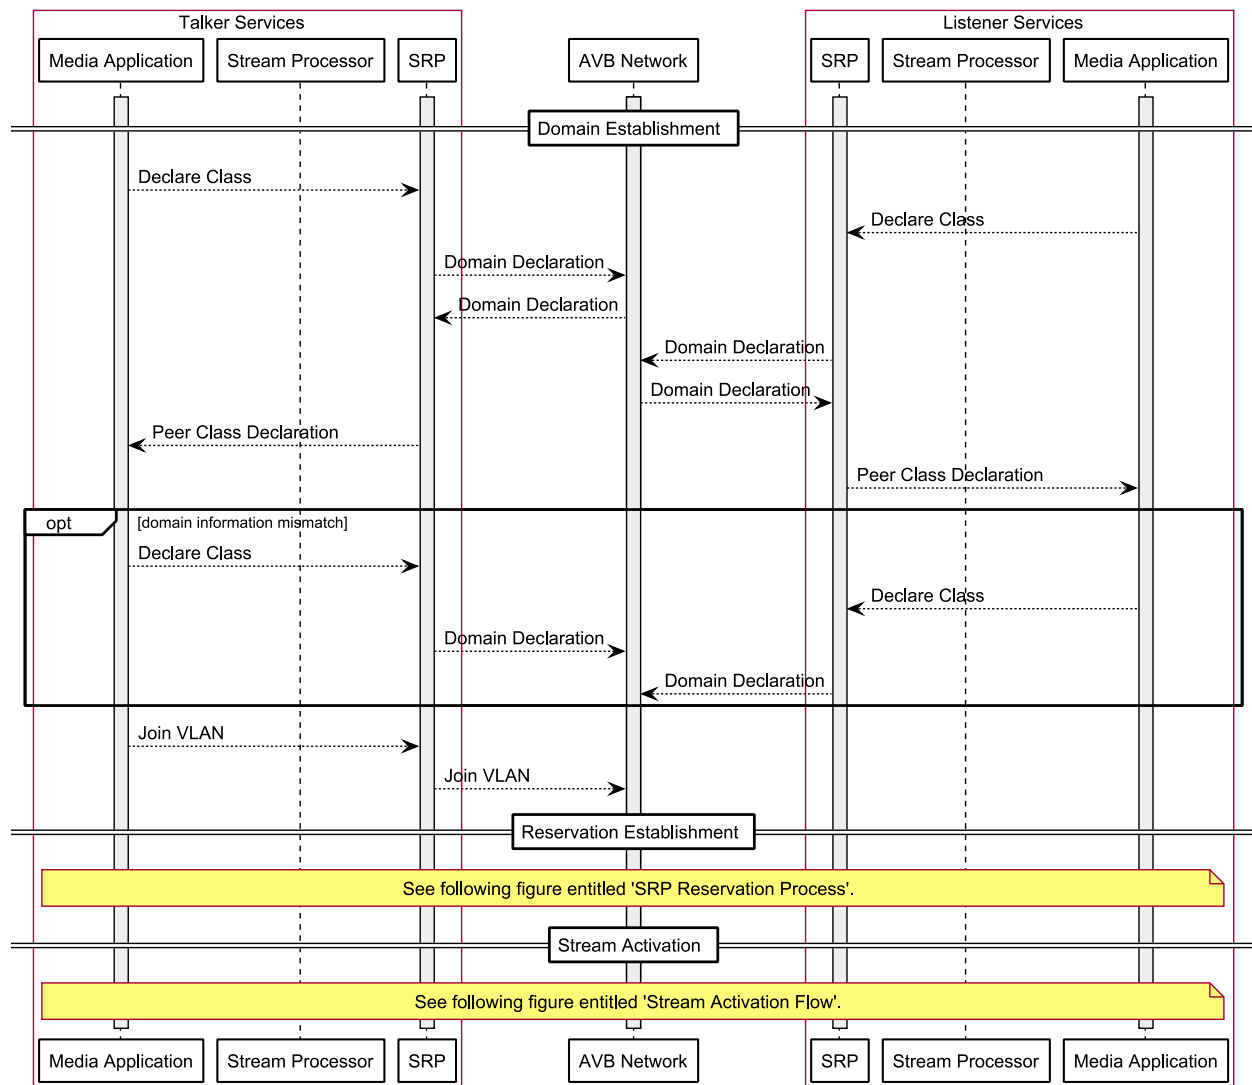 Talker Services
Listener Services
Media Application
Stream Processor
SRP
AVB Network
SRP
Stream Processor
Media Application
Domain Establishment
Declare Class
Declare Class
Domain Declaration
Domain Declaration
Domain Declaration
Domain Declaration
Peer Class Declaration
Peer Class Declaration
opt
[domain information mismatch]
Declare Class
Declare Class
Domain Declaration
Domain Declaration
Join VLAN
Join VLAN
Reservation Establishment
See following figure entitled 'SRP Reservation Process'.
Stream Activation
See following figure entitled 'Stream Activation Flow'.
Media Application
Stream Processor
SRP
AVB Network
SRP
Stream Processor
Media Application